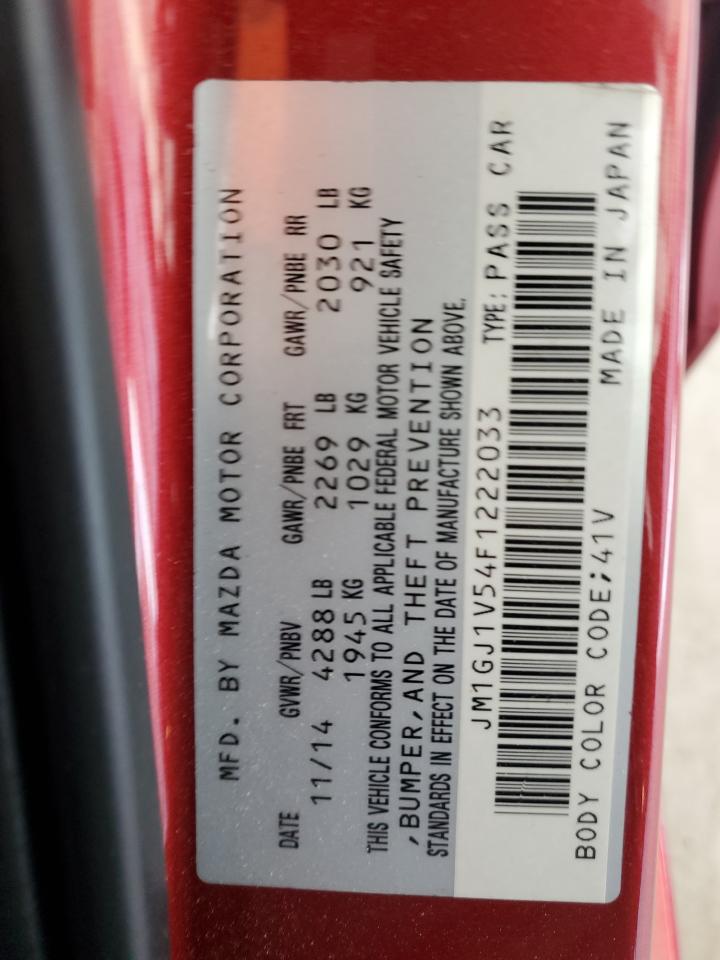 MFD. BY MAZDA MOTOR CORPORATION
DATE GVWR/PNBV GAWR/PNBE FRT GAWR/PNBE RR
11/14 4288 LB 2269 LB 2030 LB
1945 KG 1029 KG 921 KG
THIS VEHICLE CONFORMS TO ALL APPLICABLE FEDERAL MOTOR VEHICLE SAFETY
,BUMPER,AND THEFT PREVENTION
STANDARDS IN EFFECT ON THE DATE OF MANUFACTURE SHOWN ABOVE.
JM1GJ1V54F1222033 TYPE: PASS CAR
BODY COLOR CODE:41V MADE IN JAPAN